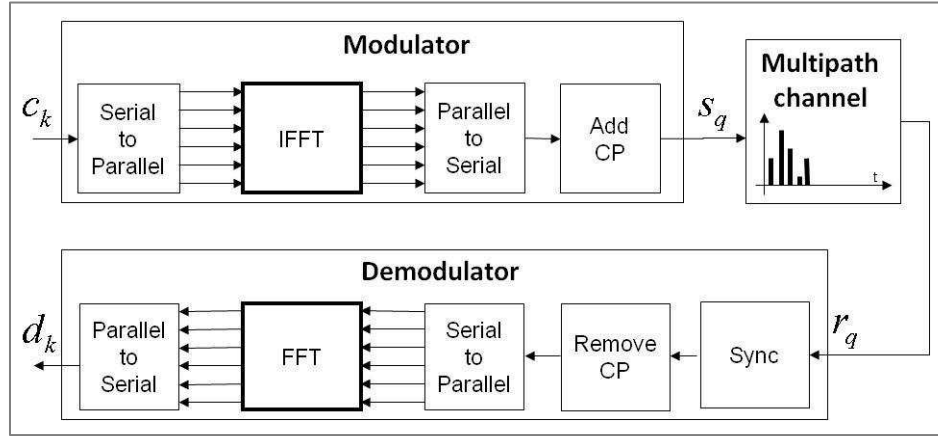 Modulator
c_k
Serial
to
Parallel
IFFT
Parallel
to
Serial
Add
CP
s_q
Multipath
channel
t
Demodulator
d_k
Parallel
to
Serial
FFT
Serial
to
Parallel
Remove
CP
Sync
r_q